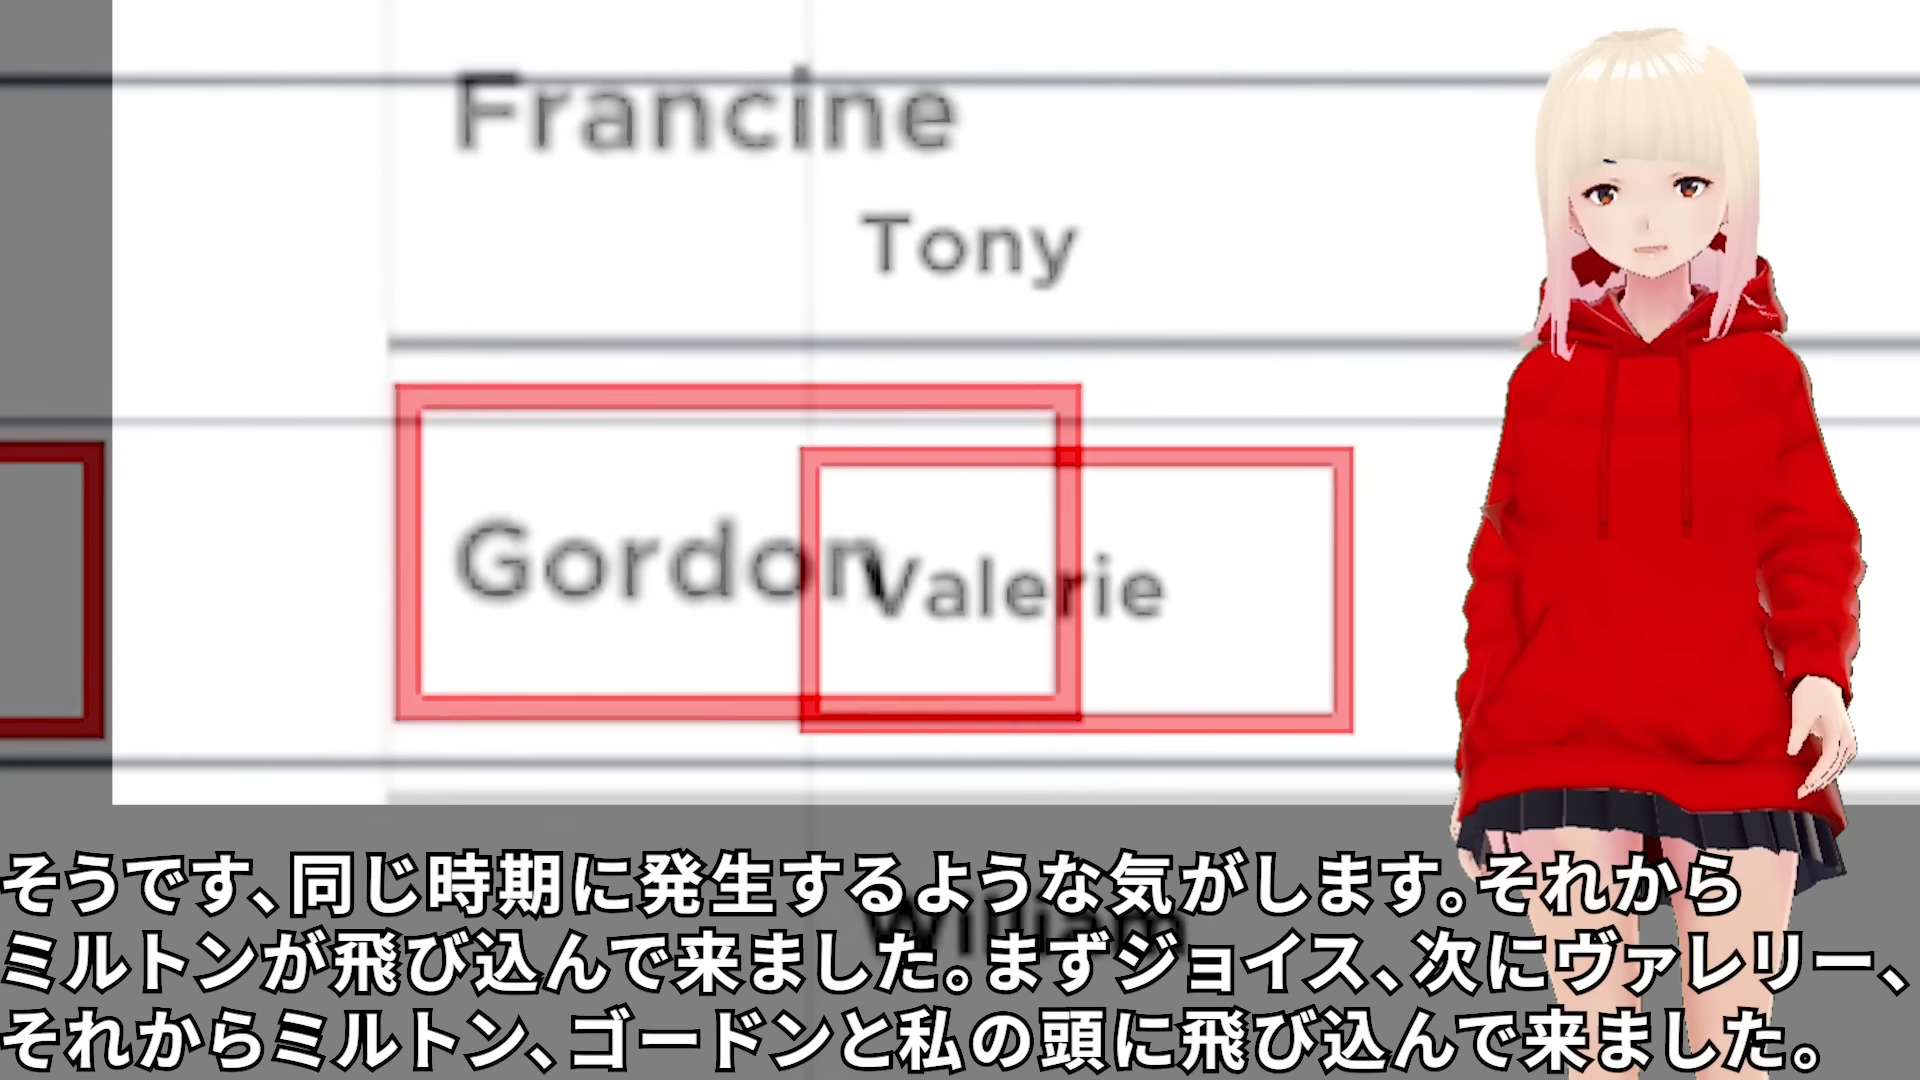 Francine
Tony
Gordon
Valerie
William
そうです、同じ時期に発生するような気がします。それから
ミルトンが飛び込んで来ました。まずジョイス、次にヴァレリー、
それからミルトン、ゴードンと私の頭に飛び込んで来ました。